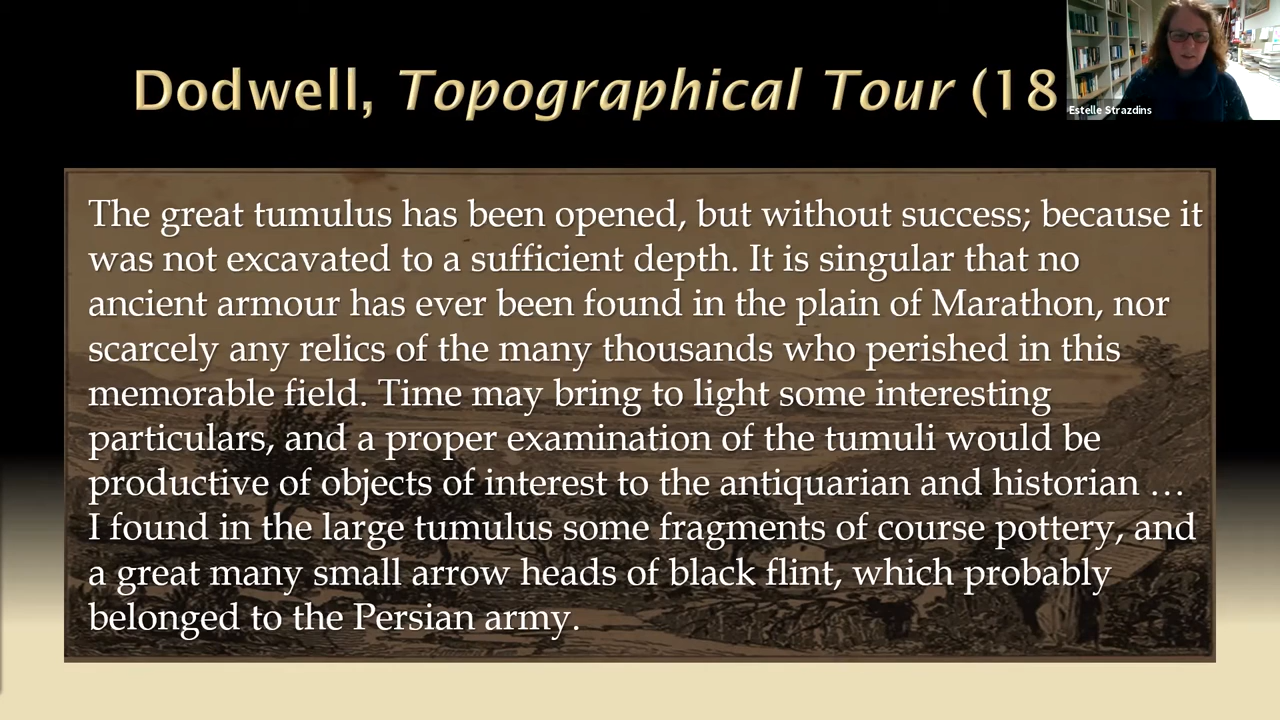 Dodwell, Topographical Tour (18
Estelle Strazdins
The great tumulus has been opened, but without success; because it
was not excavated to a sufficient depth. It is singular that no
ancient armour has ever been found in the plain of Marathon, nor
scarcely any relics of the many thousands who perished in this
memorable field. Time may bring to light some interesting
particulars, and a proper examination of the tumuli would be
productive of objects of interest to the antiquarian and historian …
I found in the large tumulus some fragments of course pottery, and
a great many small arrow heads of black flint, which probably
belonged to the Persian army.